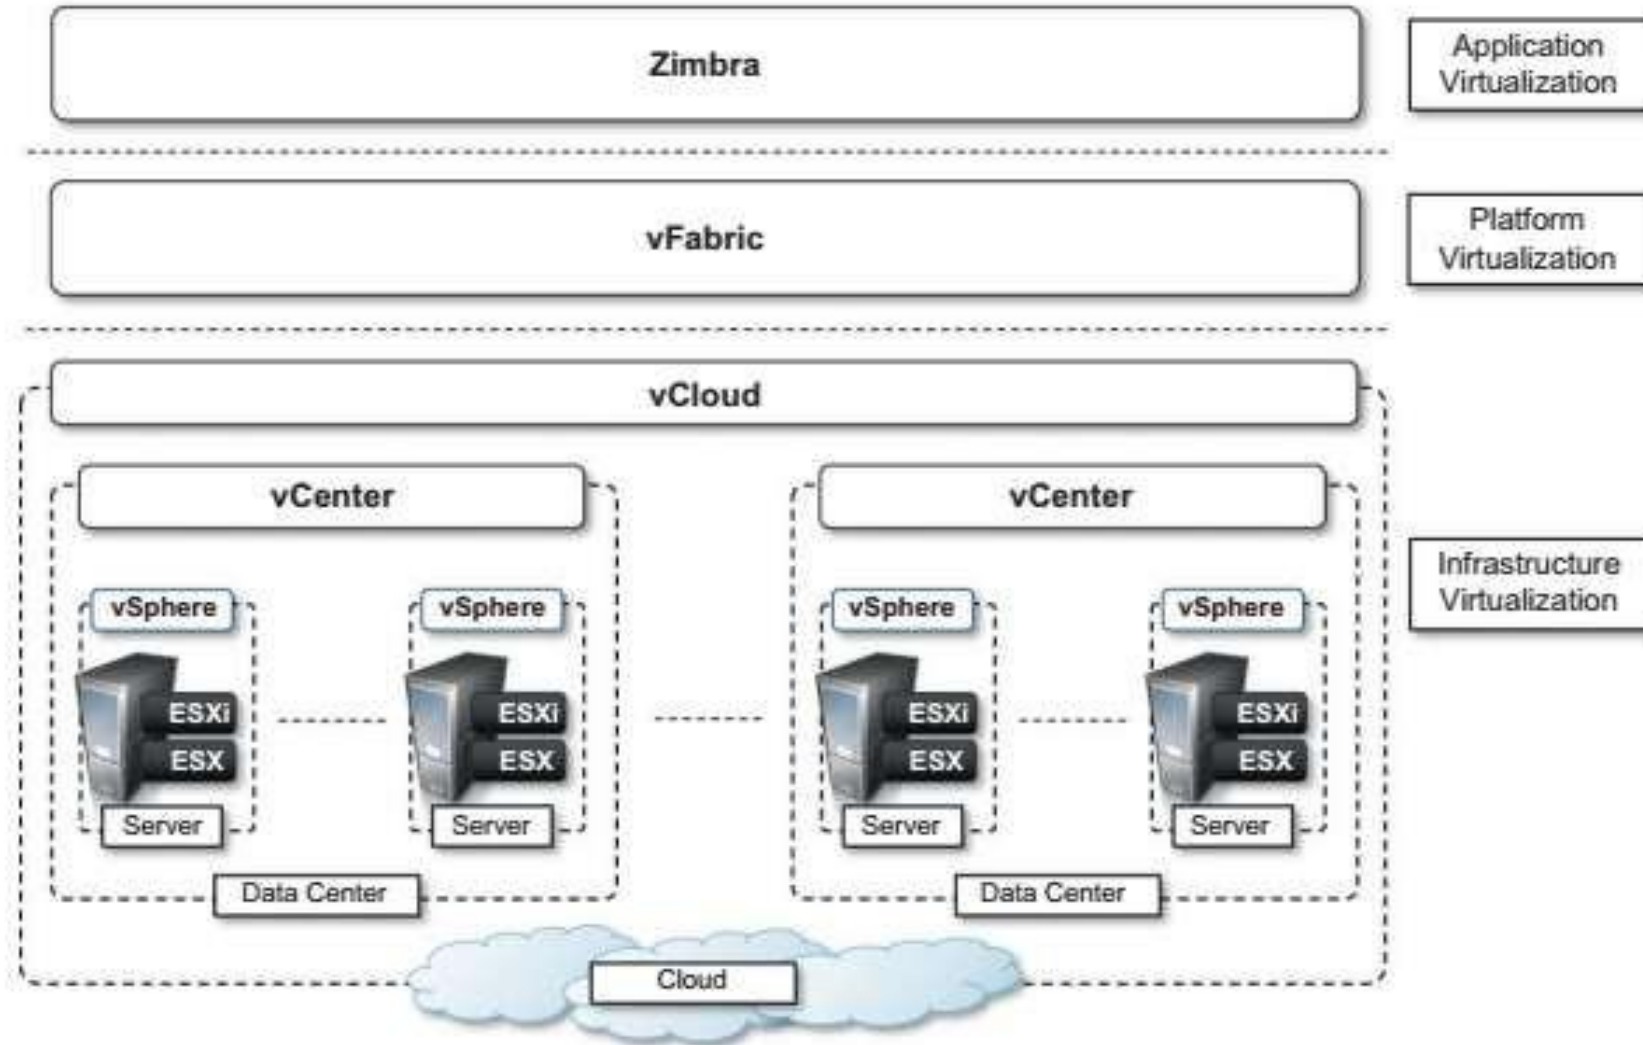 Zimbra
Application
Virtualization
vFabric
Platform
Virtualization
vCloud
vCenter
vCenter
Infrastructure
Virtualization
vSphere
vSphere
vSphere
vSphere
ESXi
ESXi
ESXi
ESXi
ESX
ESX
ESX
ESX
Server
Server
Server
Server
Data Center
Data Center
Cloud